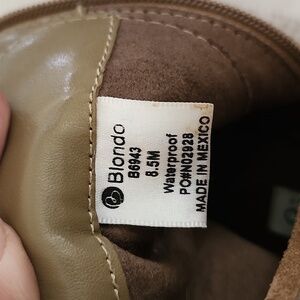 Blondo
B6943
8.5M
Waterproof
PO#N02928
MADE IN MEXICO